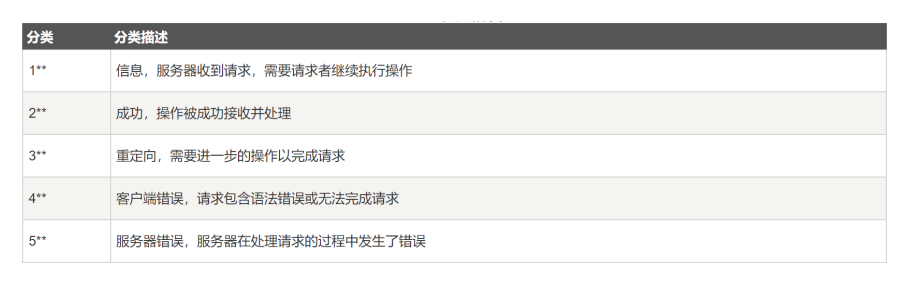 分类 分类描述
1** 信息，服务器收到请求，需要请求者继续执行操作
2** 成功，操作被成功接收并处理
3** 重定向，需要进一步的操作以完成请求
4** 客户端错误，请求包含语法错误或无法完成请求
5** 服务器错误，服务器在处理请求的过程中发生了错误